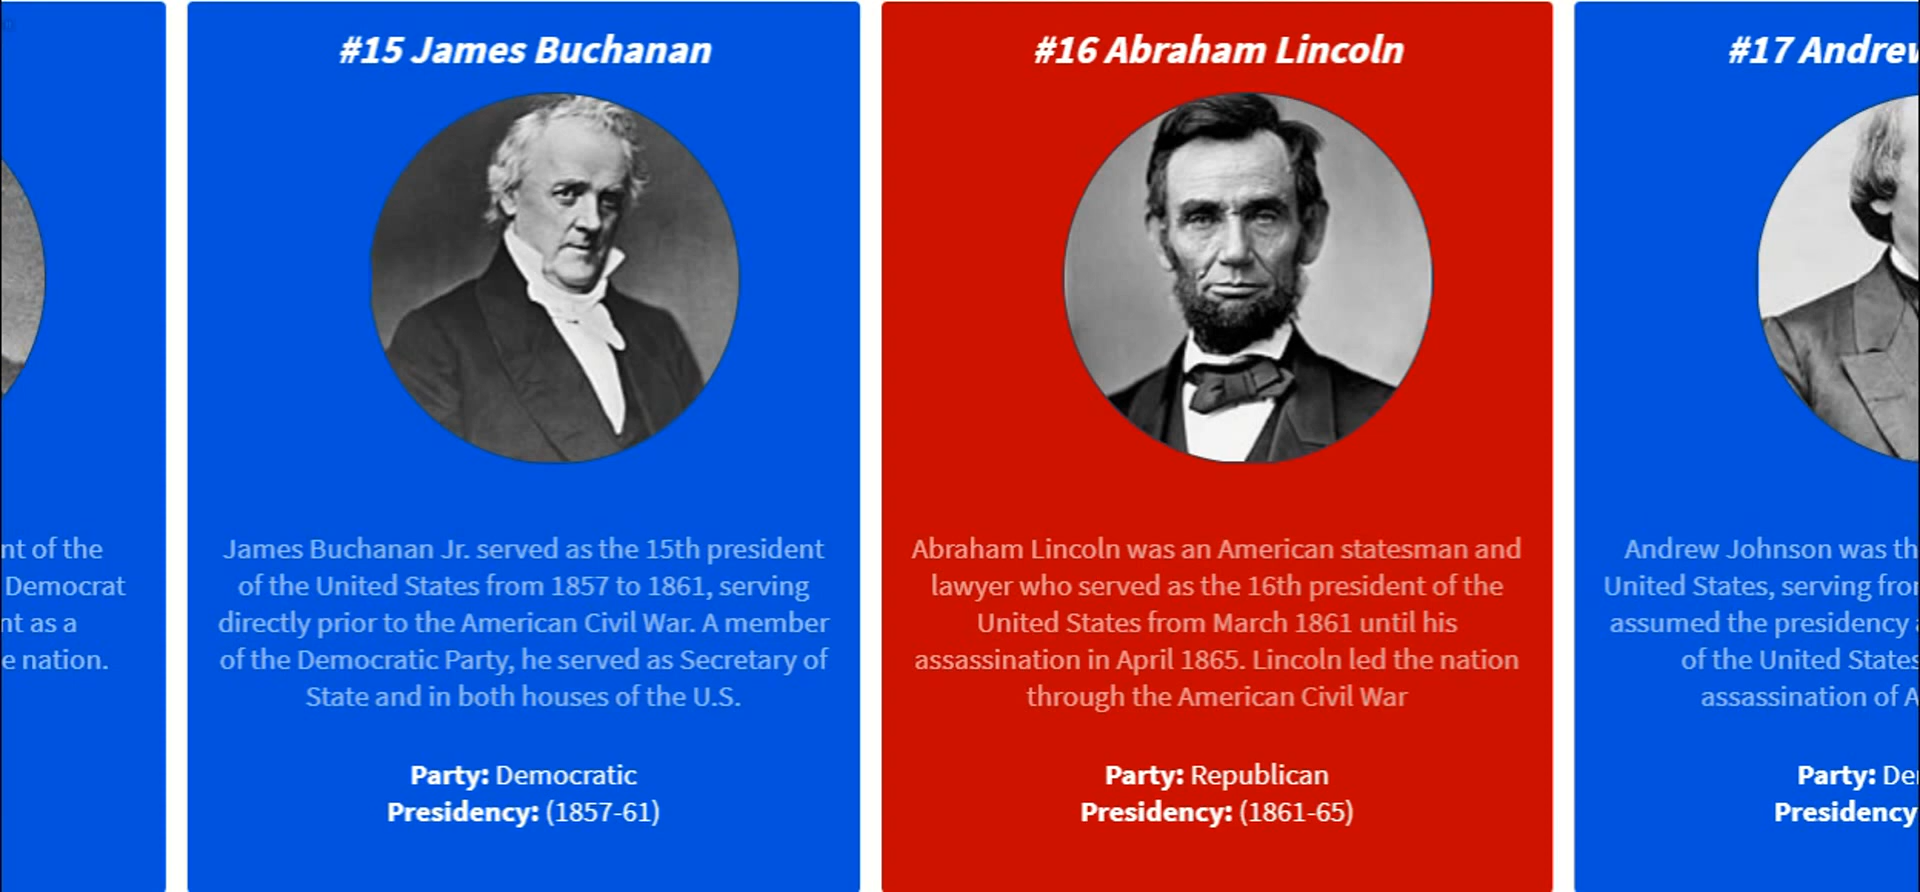 nt of the
Democrat
nt as a
e nation.
#15 James Buchanan
James Buchanan Jr. served as the 15th president
of the United States from 1857 to 1861, serving
directly prior to the American Civil War. A member
of the Democratic Party, he served as Secretary of
State and in both houses of the U.S.
Party: Democratic
Presidency: (1857-61)
#16 Abraham Lincoln
Abraham Lincoln was an American statesman and
lawyer who served as the 16th president of the
United States from March 1861 until his
assassination in April 1865. Lincoln led the nation
through the American Civil War
Party: Republican
Presidency: (1861-65)
#17 Andrew
Andrew Johnson was th
United States, serving fro
assumed the presidency a
of the United States
assassination of A
Party: De
Presidency